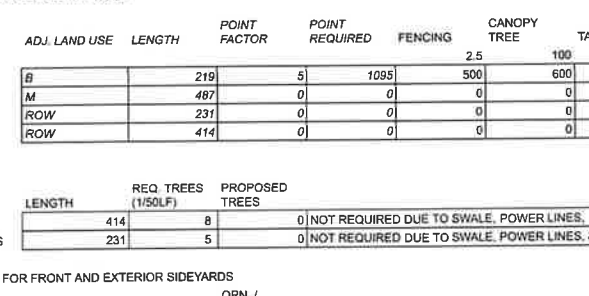 POINT POINT CANOPY
ADJ. LAND USE LENGTH FACTOR REQUIRED FENCING TREE
2.5 100
B 219 5 1095 500 600
M 487 0 0 0 0
ROW 231 0 0 0 0
ROW 414 0 0 0 0
REQ. TREES PROPOSED
LENGTH (1/50LF) TREES
414 8 0 NOT REQUIRED DUE TO SWALE, POWER LINES,
231 5 0 NOT REQUIRED DUE TO SWALE, POWER LINES,
FOR FRONT AND EXTERIOR SIDEYARDS
ORN. /